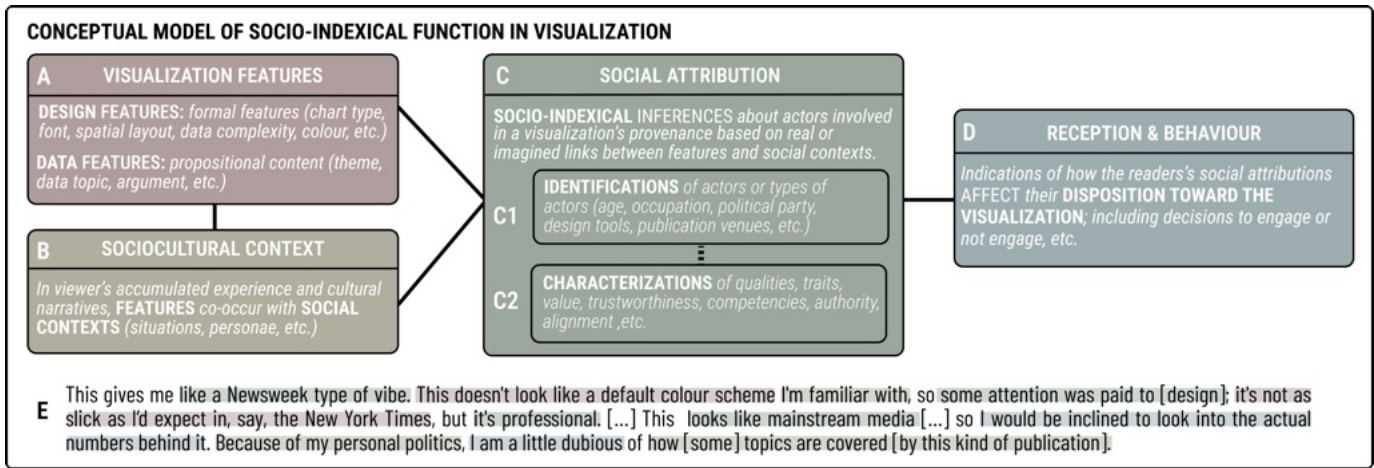 CONCEPTUAL MODEL OF SOCIO-INDEXICAL FUNCTION IN VISUALIZATION
A VISUALIZATION FEATURES
DESIGN FEATURES: formal features (chart type,
font, spatial layout, data complexity, colour, etc.)
DATA FEATURES: propositional content (theme,
data topic, argument, etc.)
B SOCIOCULTURAL CONTEXT
In viewer's accumulated experience and cultural
narratives, FEATURES co-occur with SOCIAL
CONTEXTS (situations, personae, etc.)
C SOCIAL ATTRIBUTION
SOCIO-INDEXICAL INFERENCES about actors involved
in a visualization's provenance based on real or
imagined links between features and social contexts.
C1
IDENTIFICATIONS of actors or types of
actors (age, occupation, political party,
design tools, publication venues, etc.)
C2
CHARACTERIZATIONS of qualities, traits,
value, trustworthiness, competencies, authority,
alignment ,etc.
D RECEPTION & BEHAVIOUR
Indications of how the readers's social attributions
AFFECT their DISPOSITION TOWARD THE
VISUALIZATION; including decisions to engage or
not engage, etc.
E
This gives me like a Newsweek type of vibe. This doesn't look like a default colour scheme I'm familiar with, so some attention was paid to [design]; it's not as
slick as I'd expect in, say, the New York Times, but it's professional. [...] This looks like mainstream media [...] so I would be inclined to look into the actual
numbers behind it. Because of my personal politics, I am a little dubious of how [some] topics are covered [by this kind of publication].